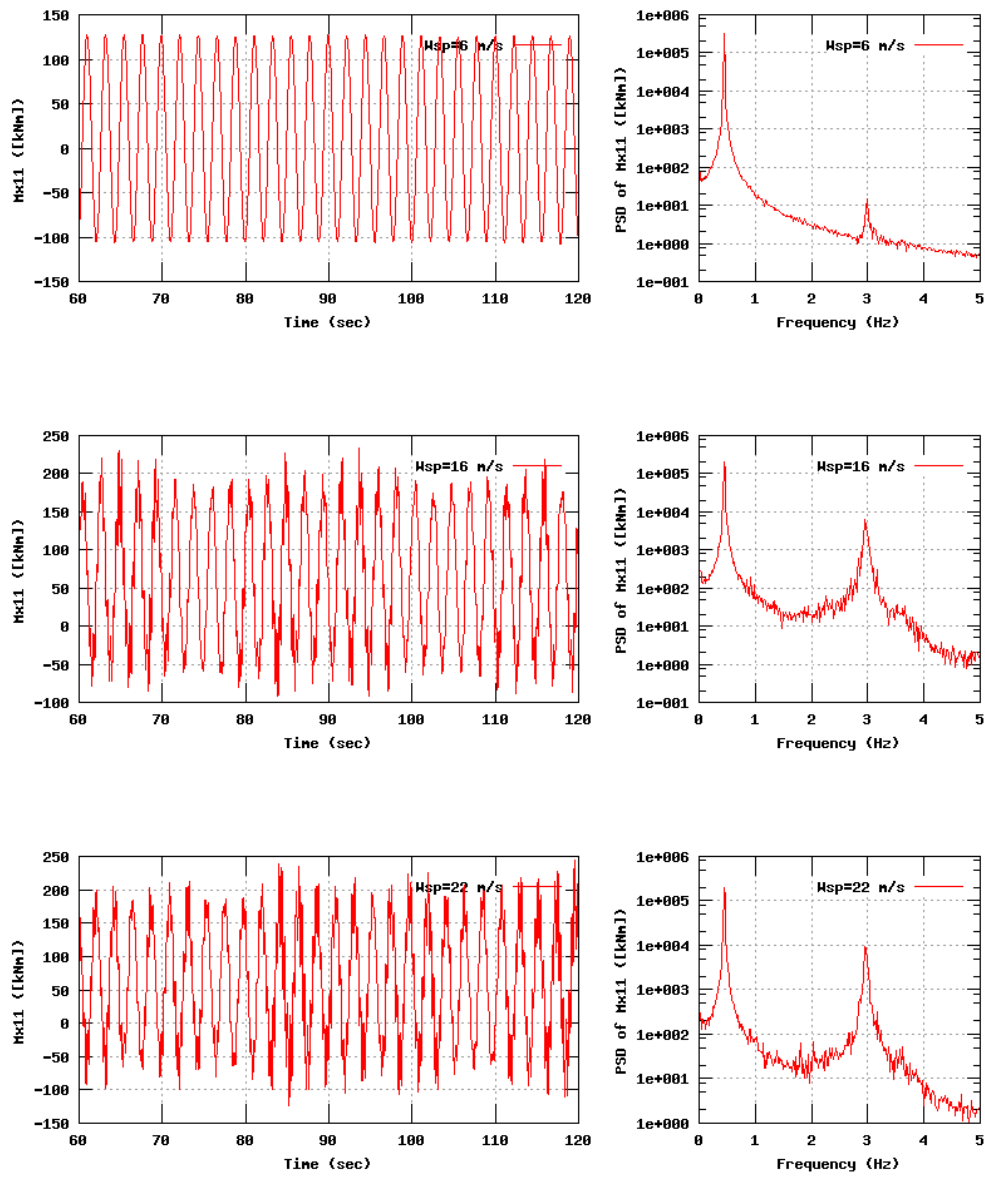 150
100
50
0
-50
-100
-150
60 70 80 90 100 110 120
Mx11 ([kNm])
Time (sec)
Wsp=6 m/s
1e+006
1e+005
1e+004
1e+003
1e+002
1e+001
1e+000
1e-001
0 1 2 3 4 5
PSD of Mx11 ([kNm])
Frequency (Hz)
Wsp=6 m/s
250
200
150
100
50
0
-50
-100
60 70 80 90 100 110 120
Mx11 ([kNm])
Time (sec)
Wsp=16 m/s
1e+006
1e+005
1e+004
1e+003
1e+002
1e+001
1e+000
1e-001
0 1 2 3 4 5
PSD of Mx11 ([kNm])
Frequency (Hz)
Wsp=16 m/s
250
200
150
100
50
0
-50
-100
-150
60 70 80 90 100 110 120
Mx11 ([kNm])
Time (sec)
Wsp=22 m/s
1e+006
1e+005
1e+004
1e+003
1e+002
1e+001
1e+000
0 1 2 3 4 5
PSD of Mx11 ([kNm])
Frequency (Hz)
Wsp=22 m/s